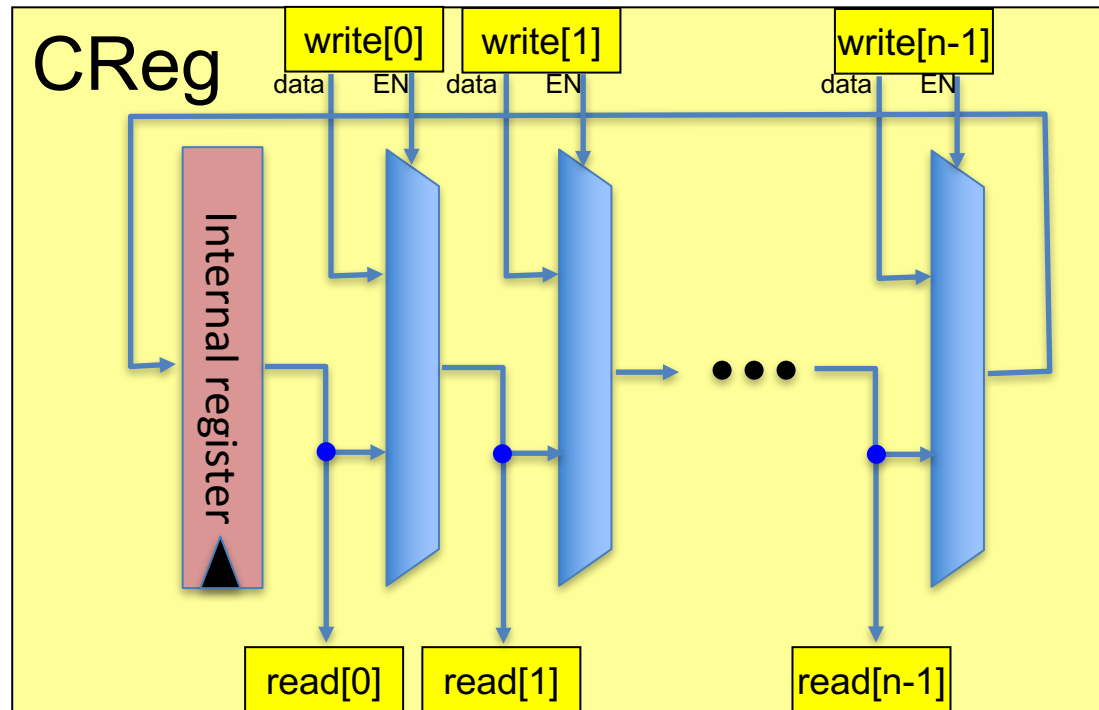 CReg
write[0]
write[1]
write[n-1]
data
EN
data
EN
data
EN
Internal register
read[0]
read[1]
read[n-1]